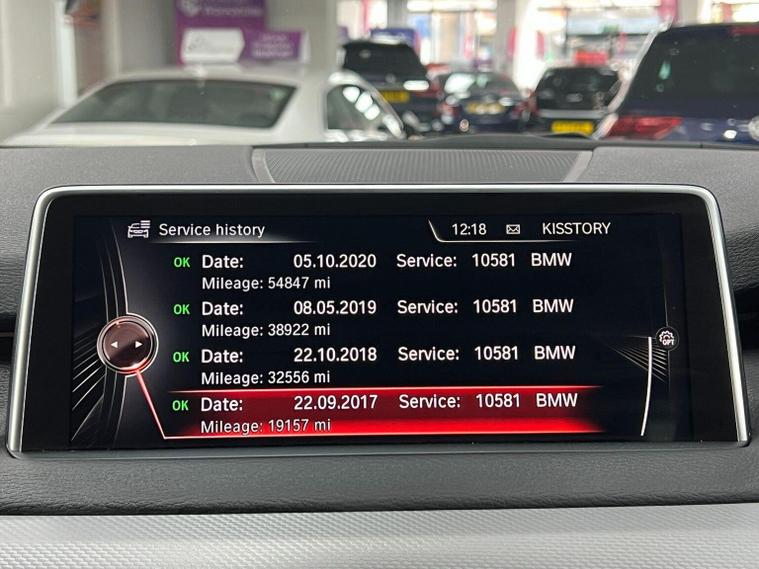 Service history
12:18 KISSTORY
OK Date: 05.10.2020 Service: 10581 BMW
Mileage: 54847 mi
OK Date: 08.05.2019 Service: 10581 BMW
Mileage: 38922 mi
OK Date: 22.10.2018 Service: 10581 BMW
Mileage: 32556 mi
OK Date: 22.09.2017 Service: 10581 BMW
Mileage: 19157 mi
OPT